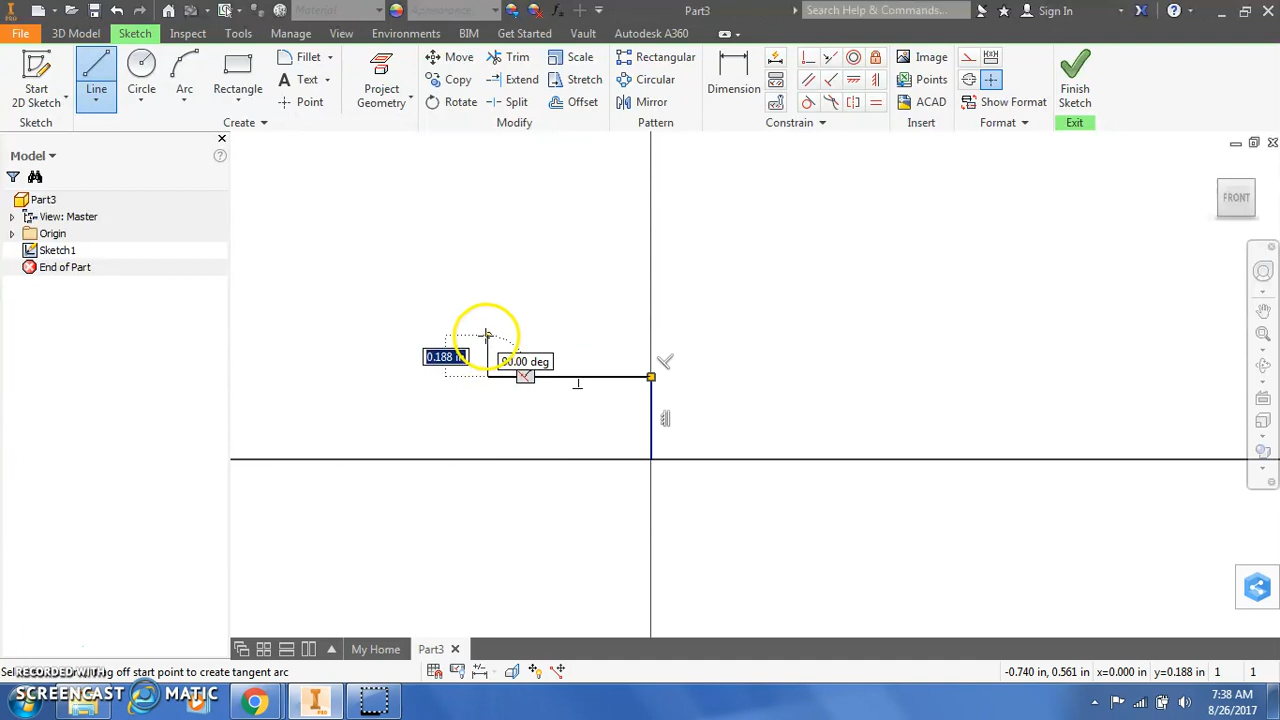 PRO
Material
Appearance
Part3
Search Help & Commands...
Sign In
File
3D Model
Sketch
Inspect
Tools
Manage
View
Environments
BIM
Get Started
Vault
Autodesk A360
Start
2D Sketch
Line
Circle
Arc
Rectangle
Fillet
Text
Point
Project
Geometry
Move
Copy
Rotate
Trim
Extend
Split
Scale
Stretch
Offset
Rectangular
Circular
Mirror
Dimension
Image
Points
ACAD
Show Format
Finish
Sketch
Sketch
Create
Modify
Pattern
Constrain
Insert
Format
Exit
Model
Part3
View: Master
Origin
Sketch1
End of Part
FRONT
0.188 in
90.00 deg
My Home
Part3
off start point to create tangent arc
-0.740 in, 0.561 in
x=0.000 in
y=0.188 in
1
1
RECORDED WITH
SCREENCAST MATIC
PRO
7:38 AM
8/26/2017